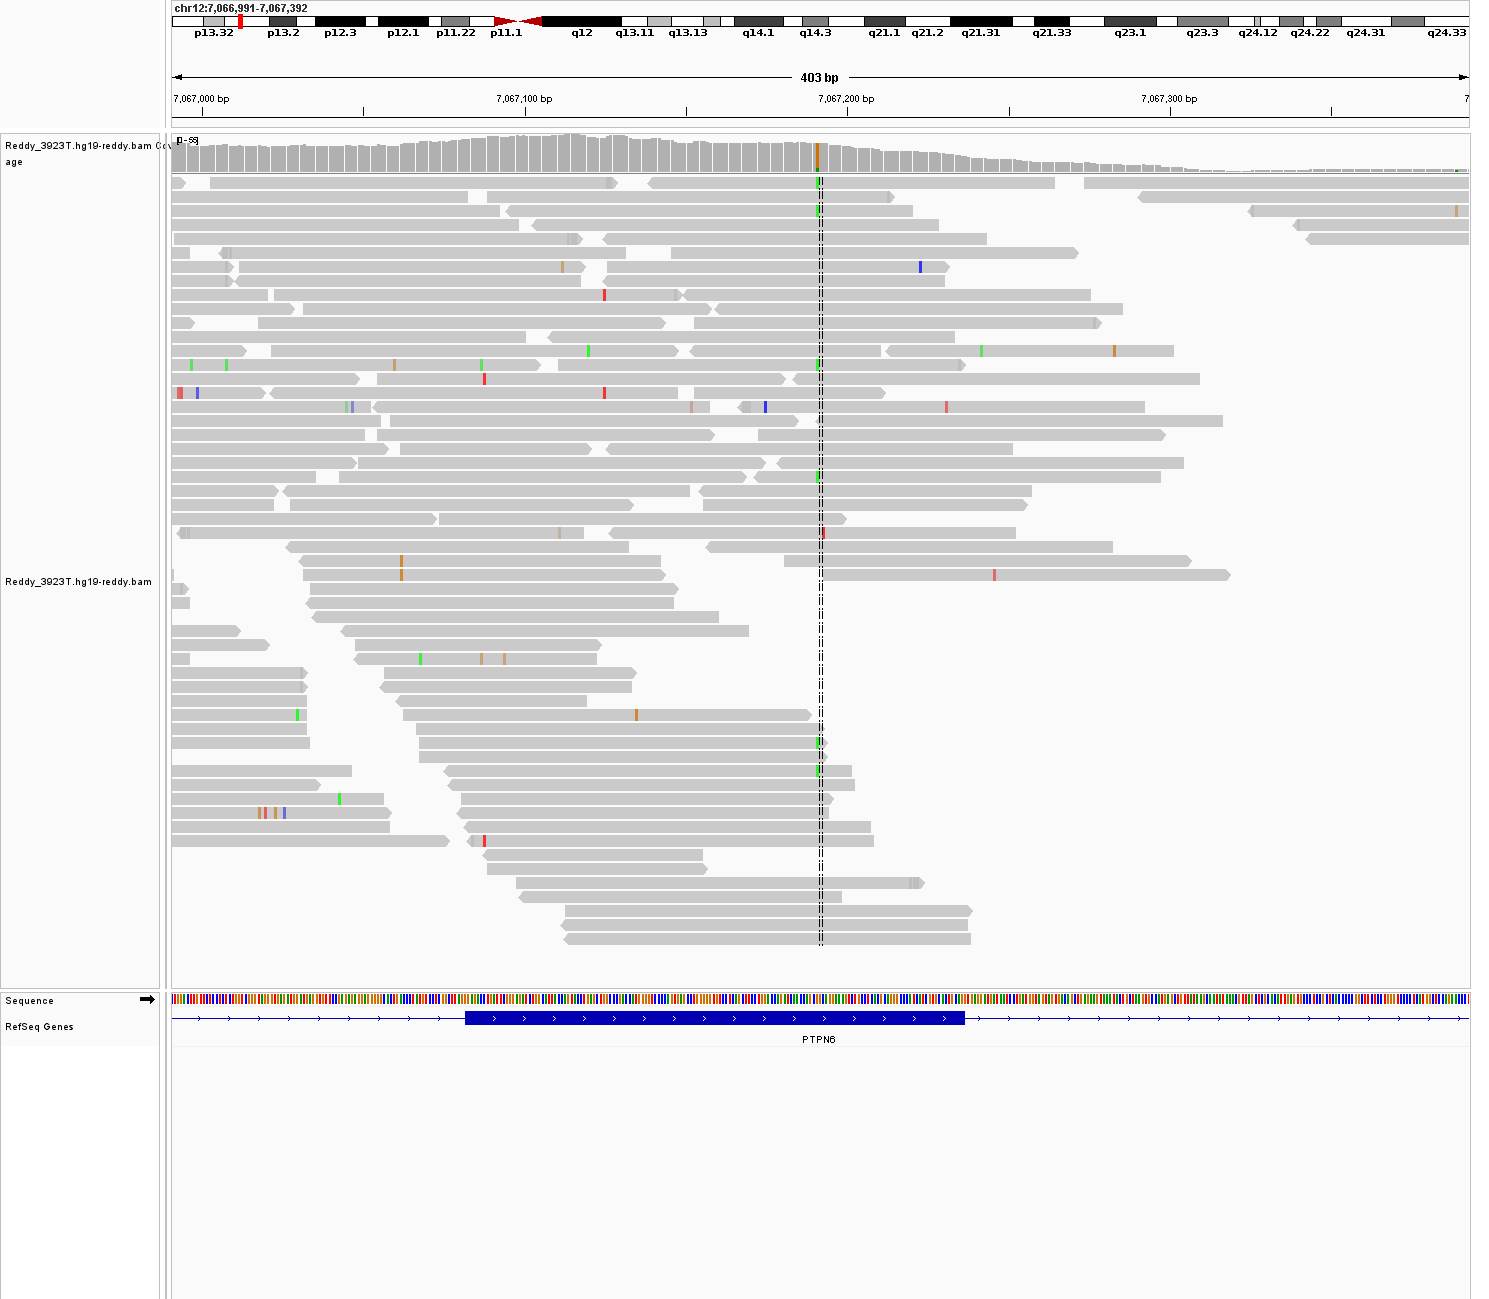 chr12:7,066,991-7,067,392
p13.32 p13.2 p12.3 p12.1 p11.22 p11.1 q12 q13.11 q13.13 q14.1 q14.3 q21.1 q21.2 q21.31 q21.33 q23.1 q23.3 q24.12 q24.22 q24.31 q24.33
403 bp
7,067,000 bp 7,067,100 bp 7,067,200 bp 7,067,300 bp 7
Reddy_3923T.hg19-reddy.bam Cov
age
Reddy_3923T.hg19-reddy.bam
Sequence
RefSeq Genes
PTPN6